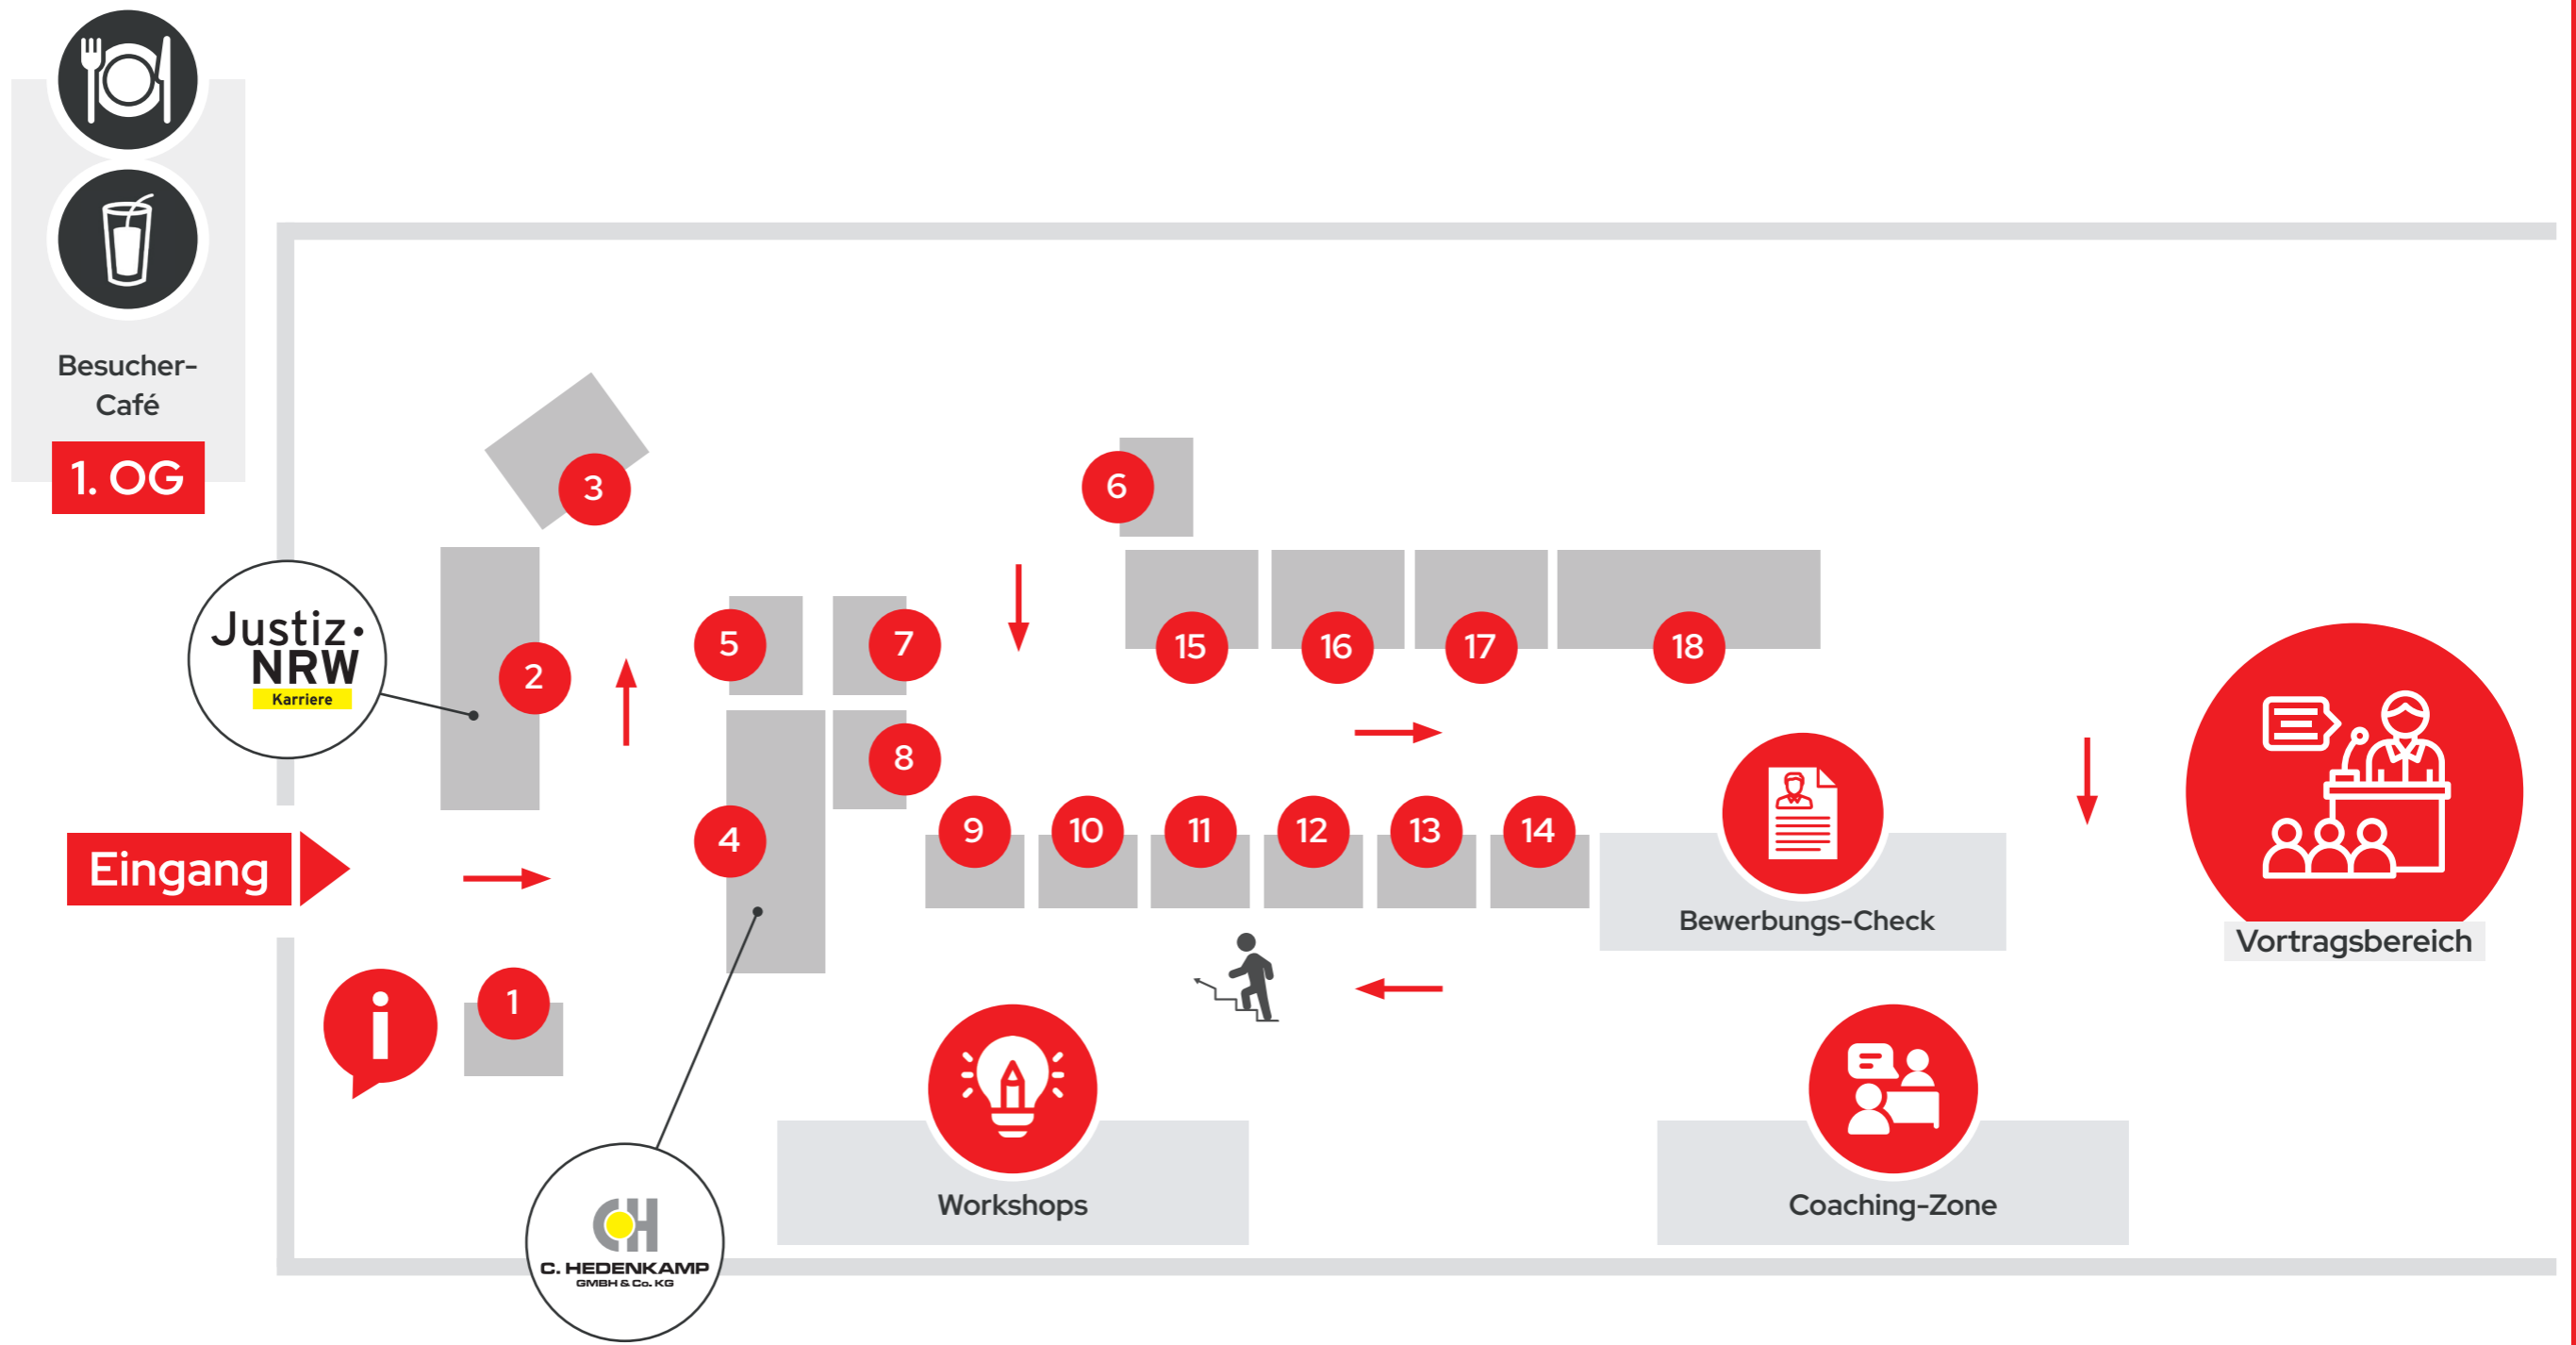 Besucher-
Café
1. OG
3
6
Justiz
NRW
Karriere
2
5
7
15
16
17
18
8
4
9
10
11
12
13
14
Eingang
Bewerbungs-Check
Vortragsbereich
i
1
Workshops
Coaching-Zone
CH
C. HEDENKAMP
GMBH & Co. KG